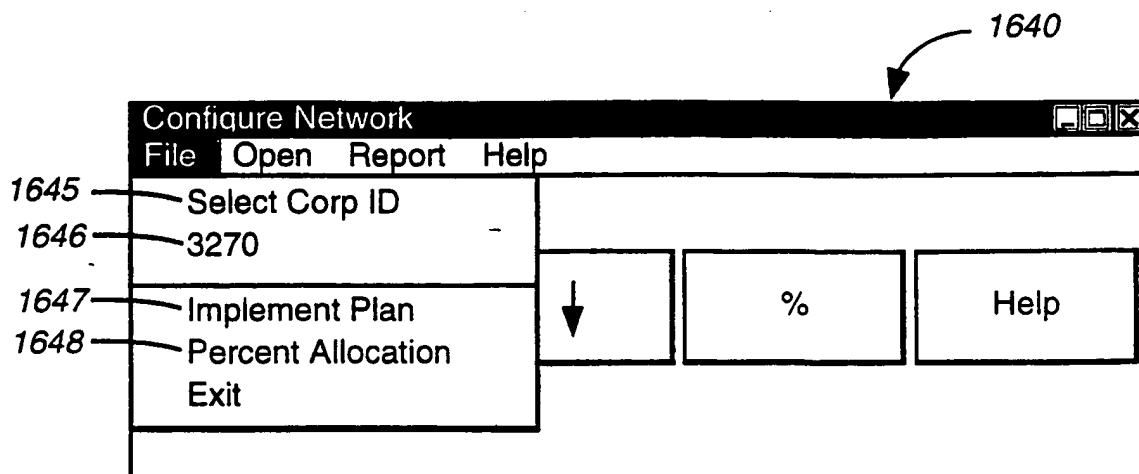 1640
Configure Network
File Open Report Help
1645 Select Corp ID
1646 3270
1647 Implement Plan
1648 Percent Allocation
Exit
% Help